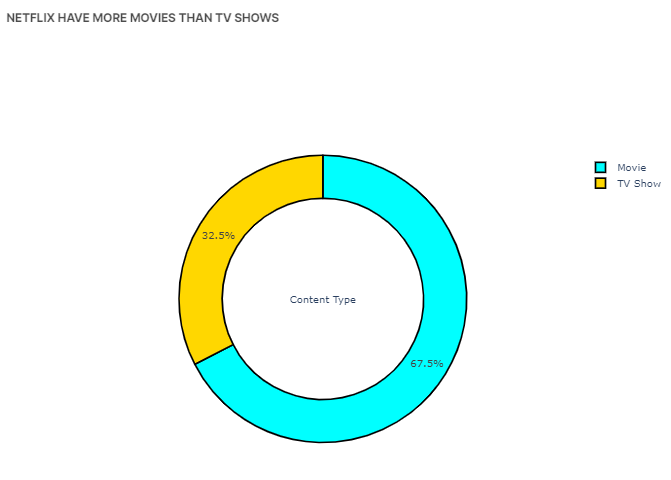 NETFLIX HAVE MORE MOVIES THAN TV SHOWS
Movie
TV Show
32.5%
Content Type
67.5%